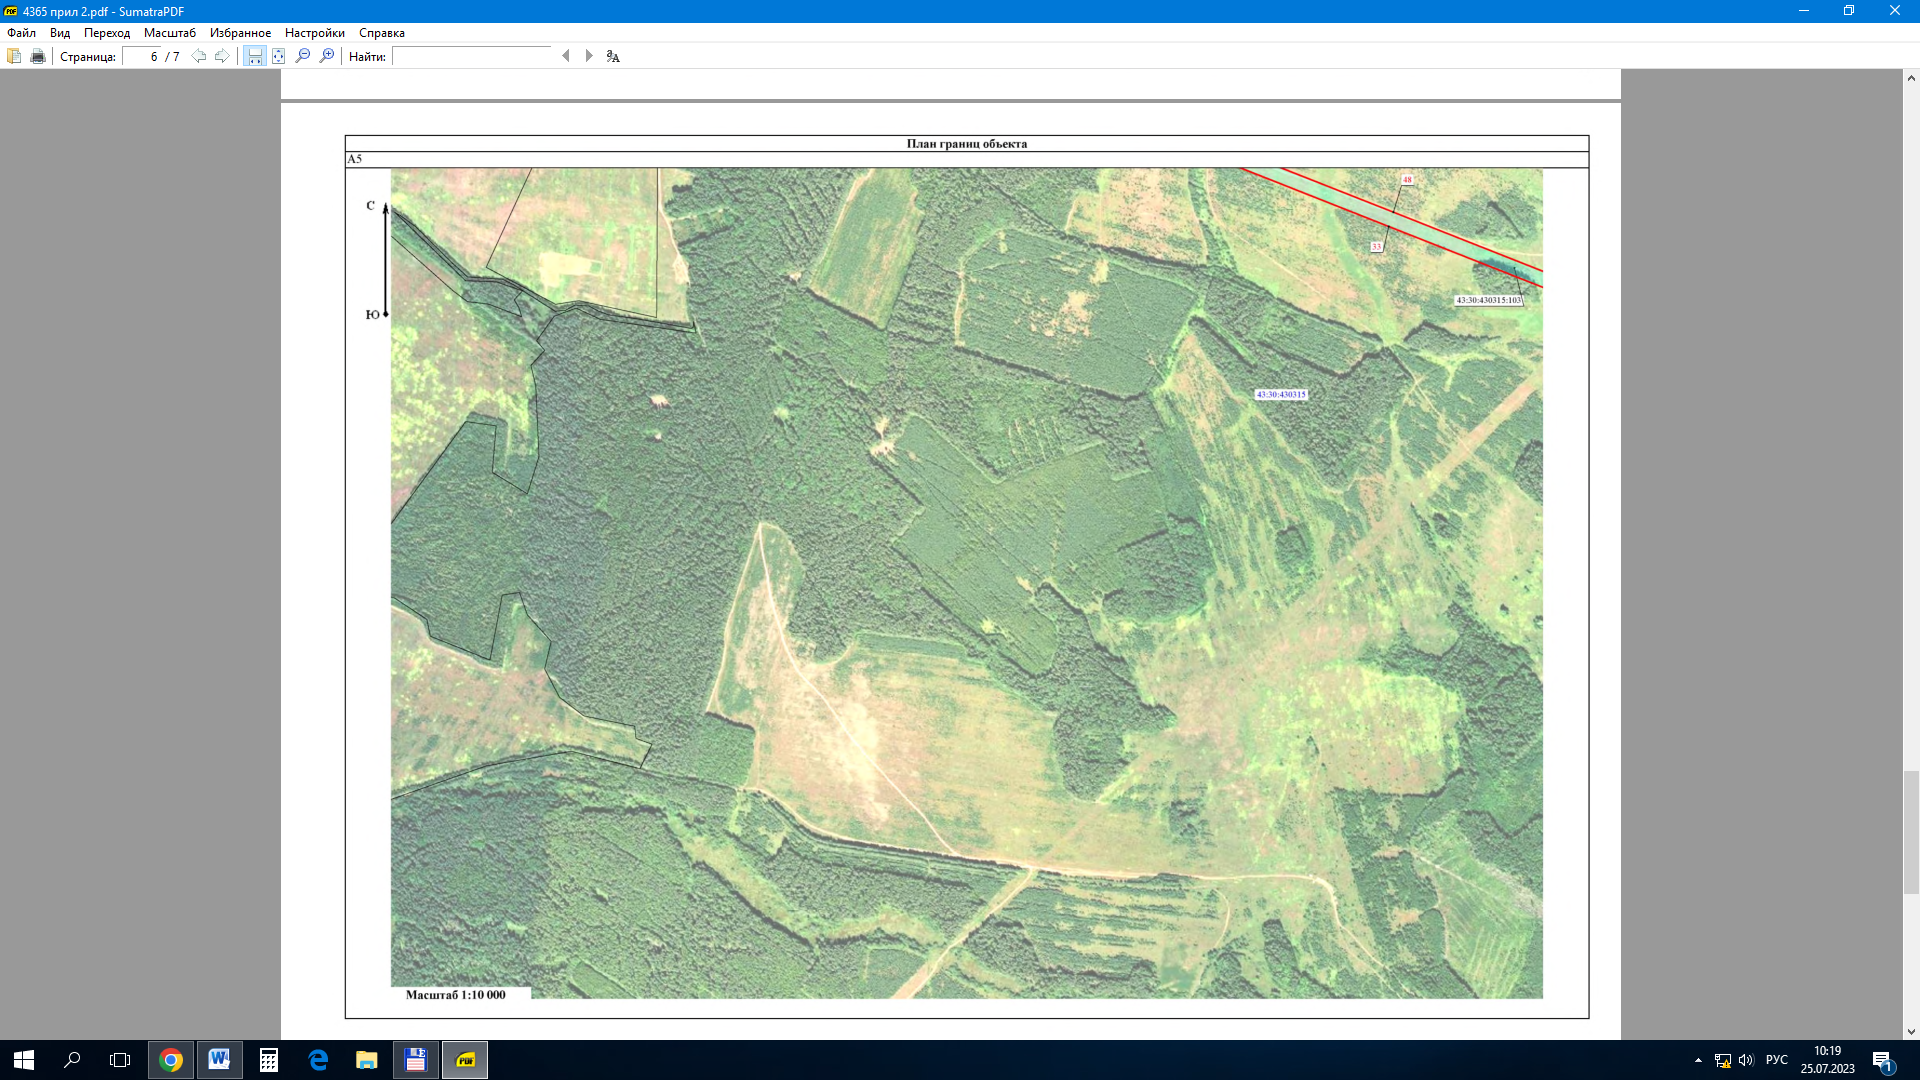 4365 прил 2.pdf - SumatraPDF
Файл Вид Переход Масштаб Избранное Настройки Справка
Страница: 6 / 7 Найти:
План границ объекта
А5
С
Ю
48
33
43:30:430315:103
43:30:430315
Масштаб 1:10 000
РУС
10:19
25.07.2023
1